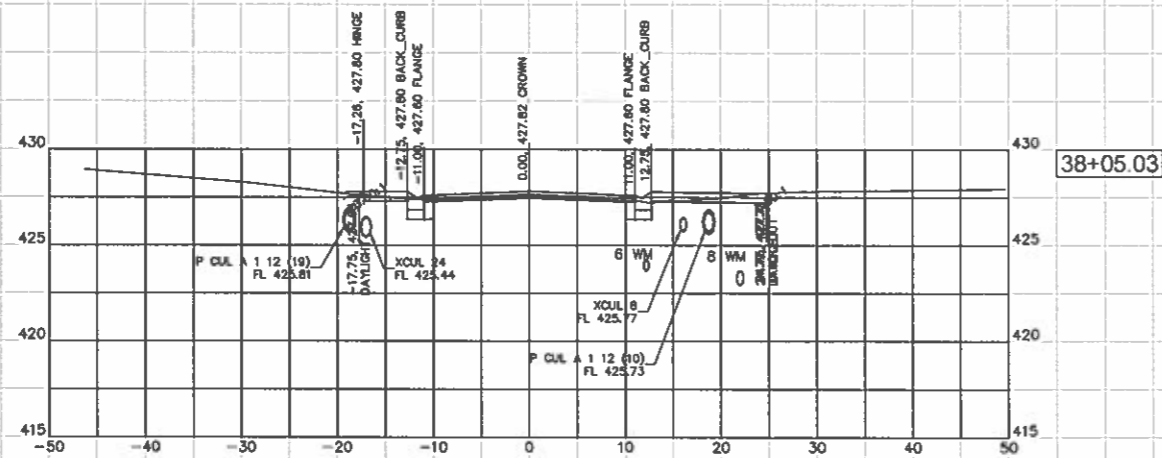 -17.26, 427.80 HINGE
-12.75, 427.80 BACK_CURB
-11.00, 427.60 FLANGE
0.00, 427.82 CROWN
11.00, 427.60 FLANGE
12.75, 427.80 BACK_CURB
430
430
38+05.03
425
425
P CUL A 1 12 (19)
FL 425.81
-17.75,
DAYLIGHT
XCUL 24
FL 425.44
6 WM
8 WM
XCUL 8
FL 425.77
P CUL A 1 12 (10)
FL 425.73
420
420
415
415
-50
-40
-30
-20
-10
0
10
20
30
40
50